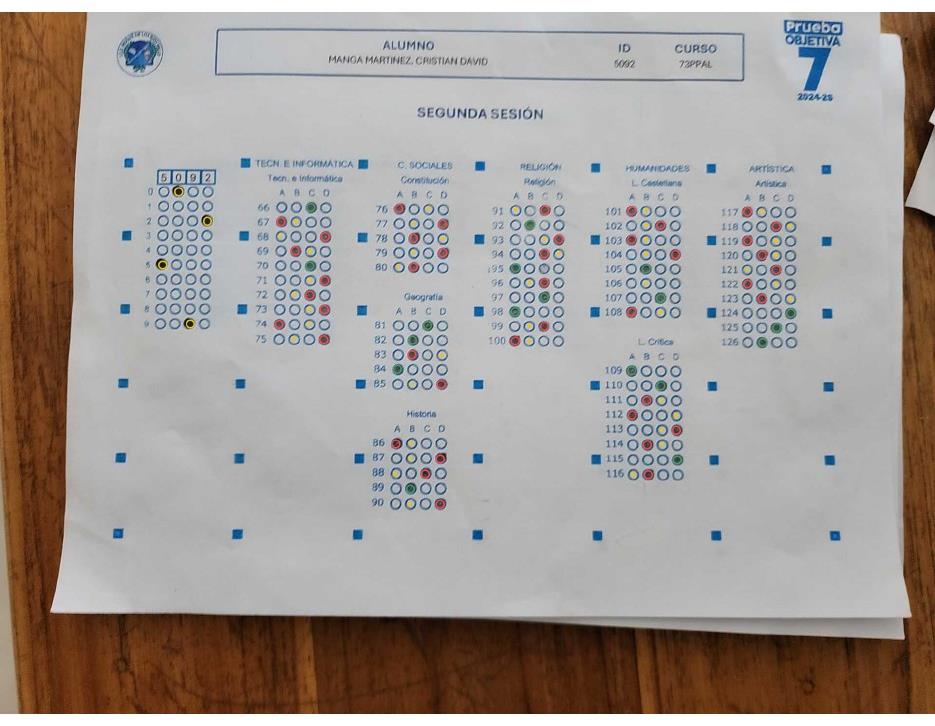 Prueba
OBJETIVA
7
2024-25
ALUMNO ID CURSO
MANGA MARTINEZ, CRISTIAN DAVID 5092 73PPAL
SEGUNDA SESIÓN
5 0 9 2
0
1
2
3
4
5
6
7
8
9
TECN. E INFORMÁTICA
Tecn. e Informática
A B C D
66
67
68
69
70
71
72
73
74
75
C. SOCIALES
Constitución
A B C D
76
77
78
79
80
Geografía
A B C D
81
82
83
84
85
Historia
A B C D
86
87
88
89
90
RELIGIÓN
Religión
A B C D
91
92
93
94
95
96
97
98
99
100
HUMANIDADES
L. Castellana
A B C D
101
102
103
104
105
106
107
108
L. Crítica
A B C D
109
110
111
112
113
114
115
116
ARTÍSTICA
Artística
A B C D
117
118
119
120
121
122
123
124
125
126